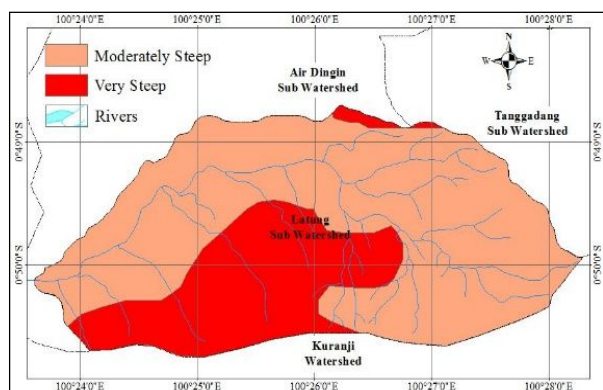 100°24'0"E 100°25'0"E 100°26'0"E 100°27'0"E 100°28'0"E
Moderately Steep
Very Steep
Rivers
N
W E
S
Air Dingin
Sub Watershed
Tanggadang
Sub Watershed
0°49'0"S 0°49'0"S
Latung
Sub Watershed
0°50'0"S 0°50'0"S
Kuranji
Watershed
100°24'0"E 100°25'0"E 100°26'0"E 100°27'0"E 100°28'0"E